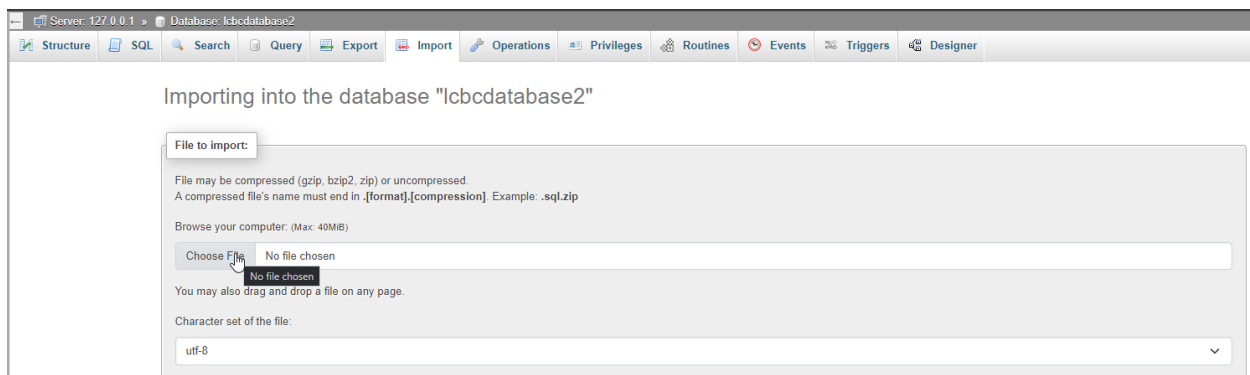 Server: 127.0.0.1 » Database: lcbcdatabase2
Structure SQL Search Query Export Import Operations Privileges Routines Events Triggers Designer
Importing into the database "lcbcdatabase2"
File to import:
File may be compressed (gzip, bzip2, zip) or uncompressed.
A compressed file's name must end in .[format].[compression]. Example: .sql.zip
Browse your computer: (Max: 40MiB)
Choose File No file chosen
No file chosen
You may also drag and drop a file on any page.
Character set of the file:
utf-8